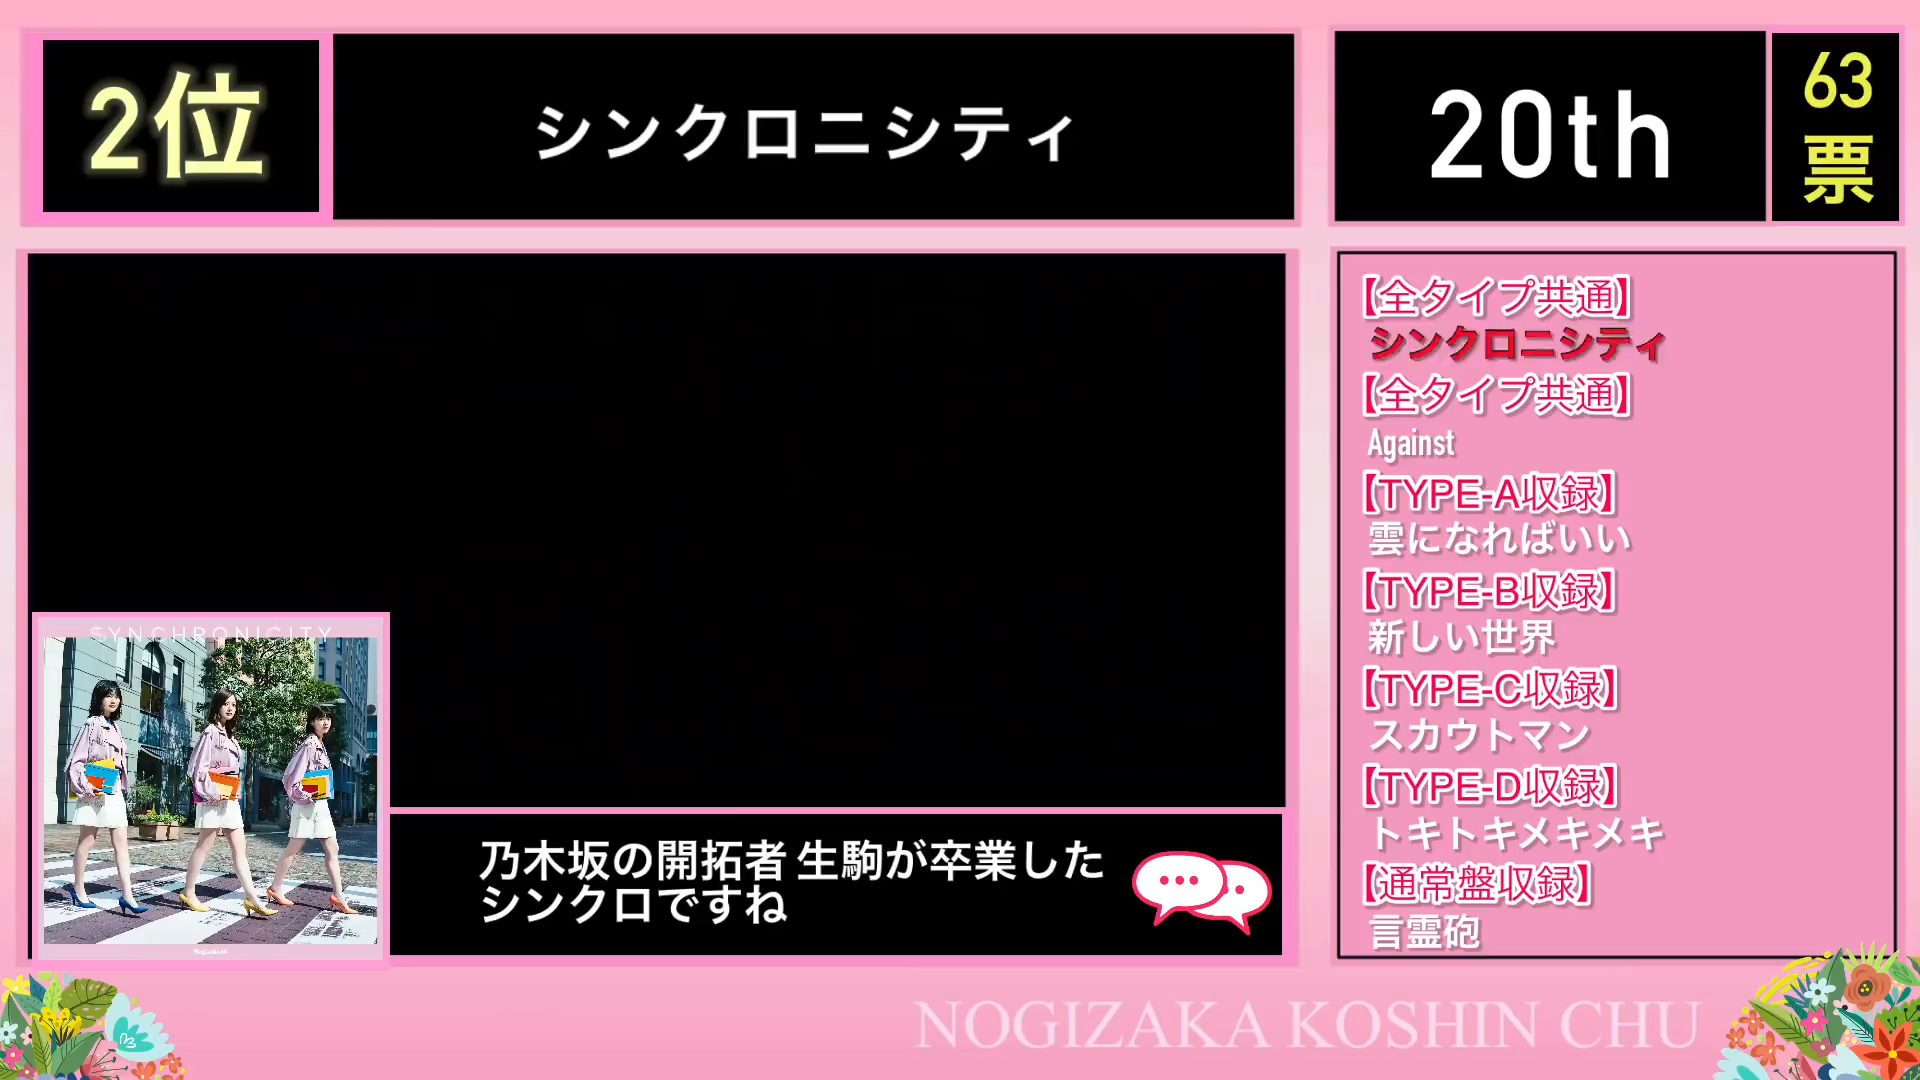 2位
シンクロニシティ
20th
63
票
【全タイプ共通】
シンクロニシティ
【全タイプ共通】
Against
【TYPE-A収録】
雲になればいい
【TYPE-B収録】
新しい世界
【TYPE-C収録】
スカウトマン
【TYPE-D収録】
トキトキメキメキ
【通常盤収録】
言霊砲
SYNCHRONICITY
Nogizaka46
乃木坂の開拓者 生駒が卒業した
シンクロですね
NOGIZAKA KOSHIN CHU